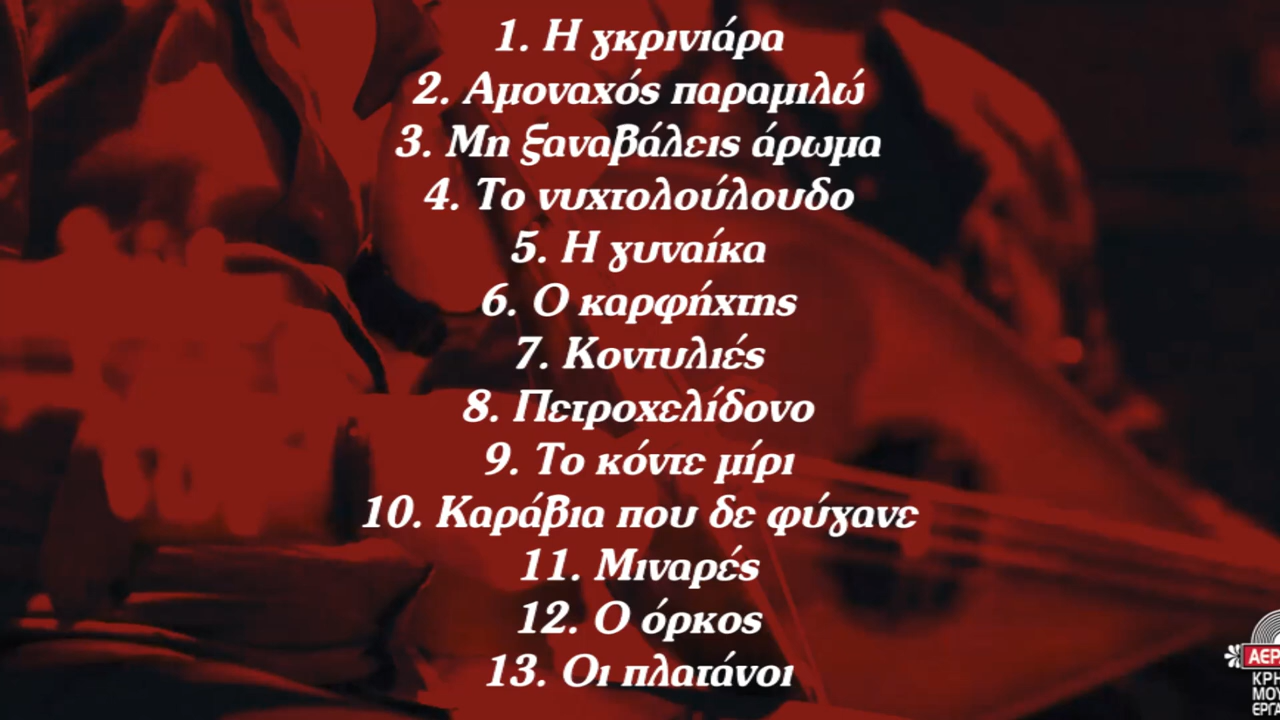 1. Η γκρινιάρα
2. Αμοναχός παραμιλώ
3. Μη ξαναβάλεις άρωμα
4. Το νυχτολούλουδο
5. Η γυναίκα
6. Ο καρφήχτης
7. Κοντυλιές
8. Πετροχελίδονο
9. Το κόντε μίρι
10. Καράβια που δε φύγανε
11. Μιναρές
12. Ο όρκος
13. Οι πλατάνοι